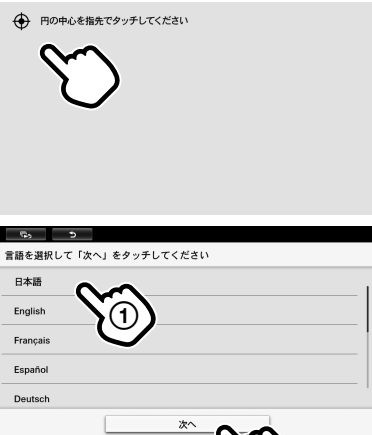 円の中心を指先でタッチしてください
言語を選択して「次へ」をタッチしてください
日本語
①
English
Français
Español
Deutsch
次へ